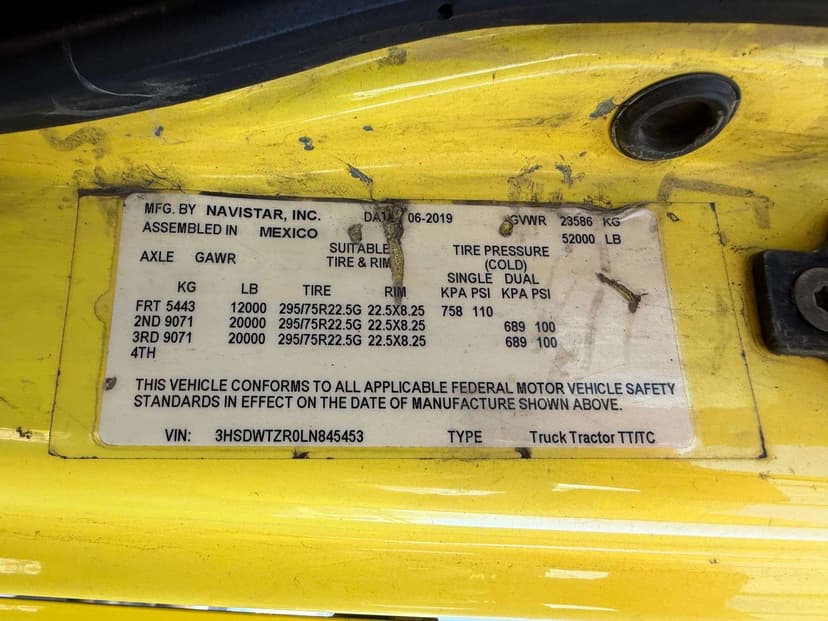 MFG. BY NAVISTAR, INC. DATE 06-2019 GVWR 23586 KG
ASSEMBLED IN MEXICO 52000 LB
AXLE GAWR SUITABLE TIRE & RIM TIRE PRESSURE (COLD)
SINGLE DUAL
KG LB TIRE RIM KPA PSI KPA PSI
FRT 5443 12000 295/75R22.5G 22.5X8.25 758 110
2ND 9071 20000 295/75R22.5G 22.5X8.25 689 100
3RD 9071 20000 295/75R22.5G 22.5X8.25 689 100
4TH
THIS VEHICLE CONFORMS TO ALL APPLICABLE FEDERAL MOTOR VEHICLE SAFETY
STANDARDS IN EFFECT ON THE DATE OF MANUFACTURE SHOWN ABOVE.
VIN: 3HSDWTZR0LN845453 TYPE Truck Tractor TT/TC